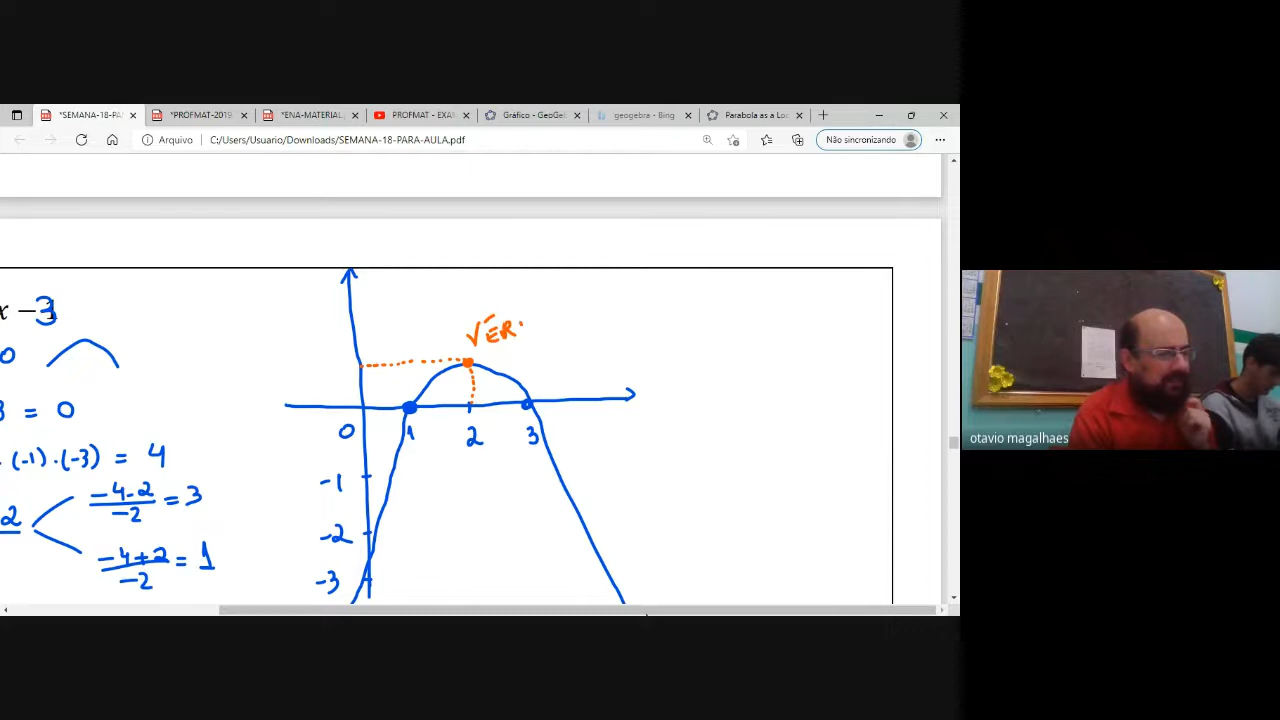 *SEMANA-18-PA
*PROFMAT-2019
*ENA-MATERIAL
PROFMAT - EXA
Gráfico - GeoGe
geogebra - Bing
Parabola as a Loc
Arquivo C:/Users/Usuario/Downloads/SEMANA-18-PARA-AULA.pdf
Não sincronizando
x - 3
0
VÉR
3 = 0
0 1 2 3
· (-1) · (-3) = 4
-1
-4-2/-2 = 3
2
-2
-4+2/-2 = 1
-3
otavio magalhaes